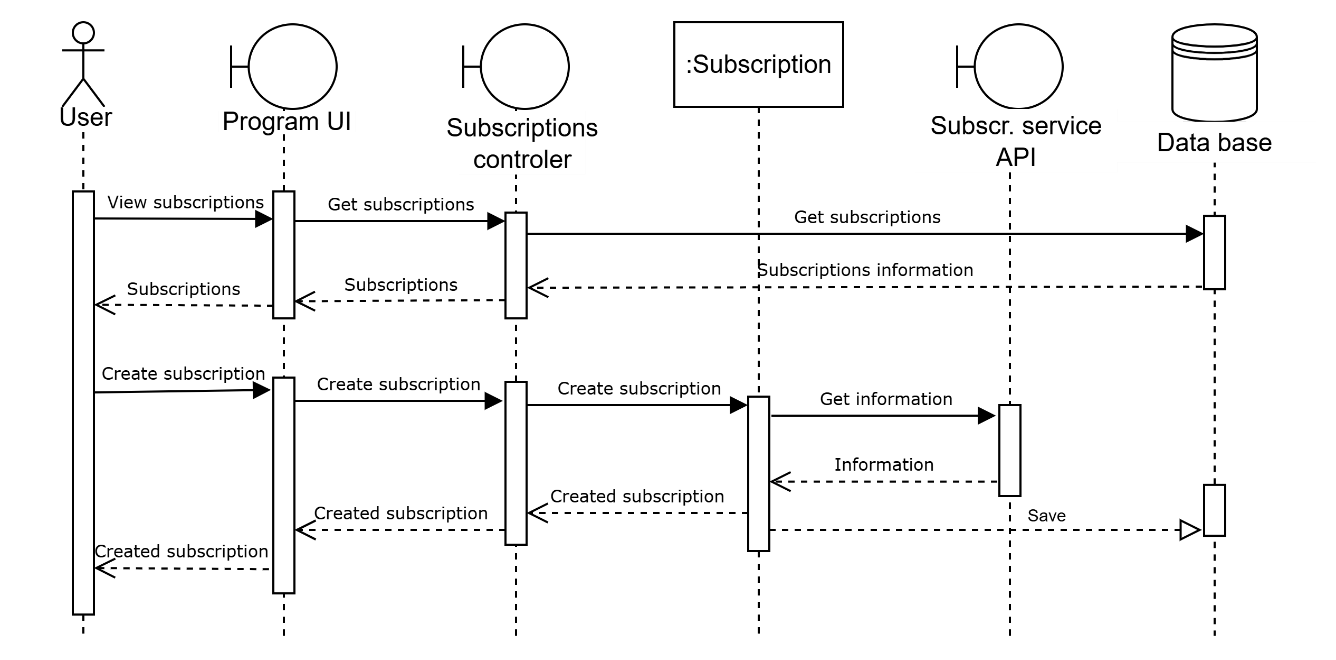 User
Program UI
Subscriptions
controler
:Subscription
Subscr. service
API
Data base
View subscriptions
Get subscriptions
Get subscriptions
Subscriptions information
Subscriptions
Subscriptions
Create subscription
Create subscription
Create subscription
Get information
Information
Created subscription
Created subscription
Save
Created subscription